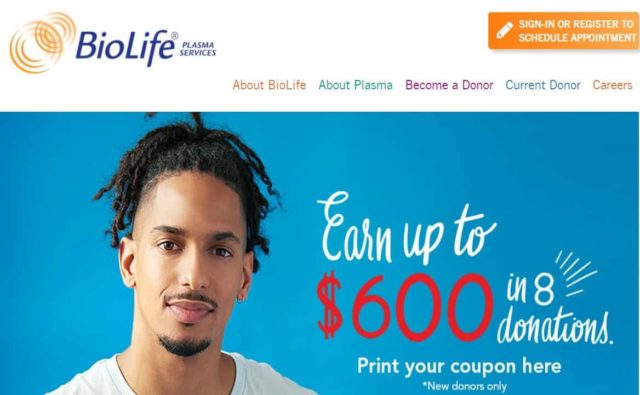 BioLife® PLASMA SERVICES
SIGN-IN OR REGISTER TO
SCHEDULE APPOINTMENT
About BioLife About Plasma Become a Donor Current Donor Careers
Earn up to
$600 in 8
donations.
Print your coupon here
*New donors only